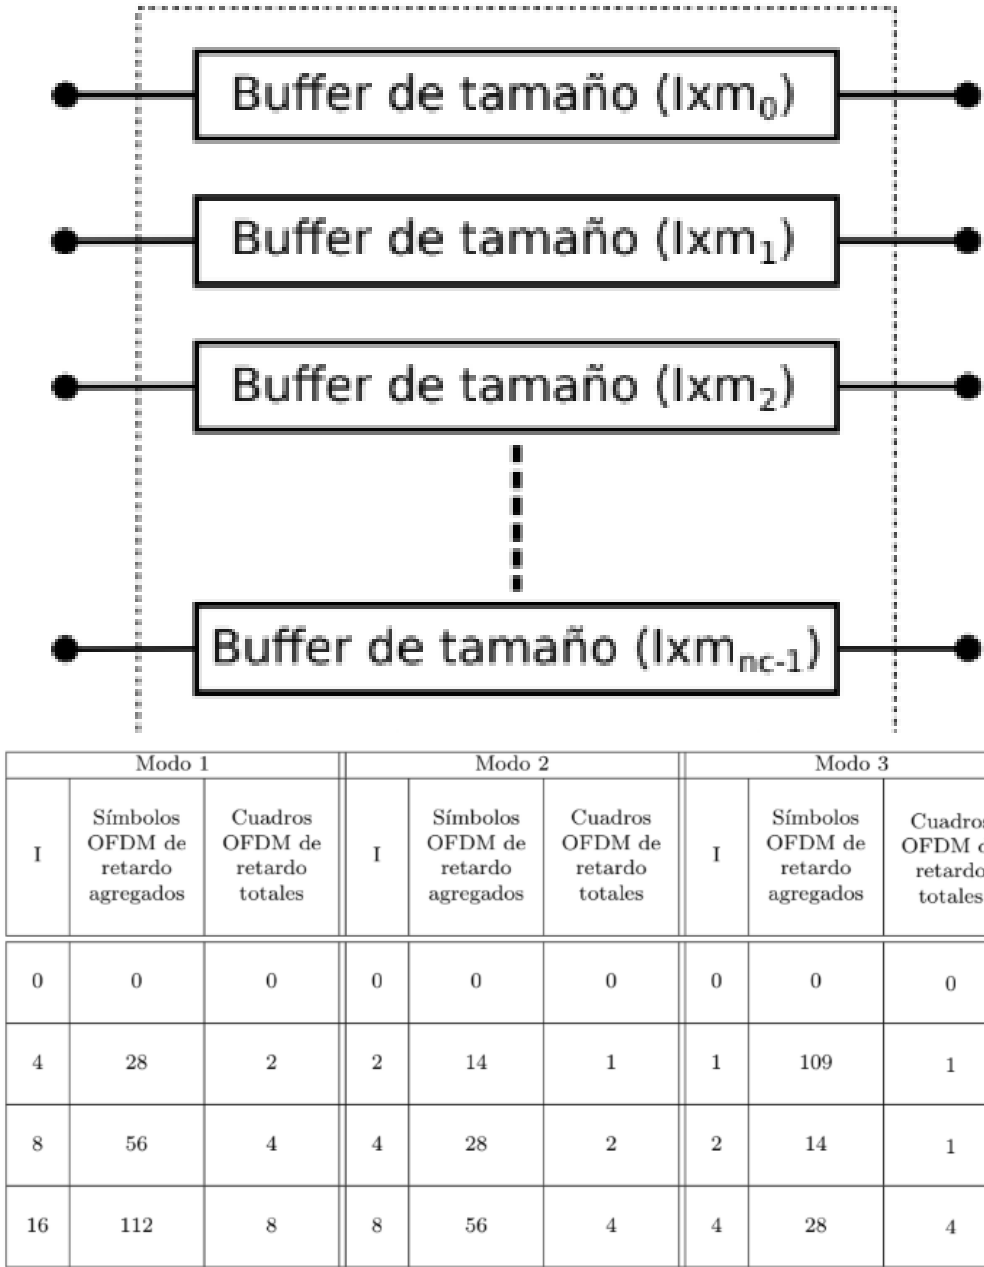 Buffer de tamaño (Ixm0)
Buffer de tamaño (Ixm1)
Buffer de tamaño (Ixm2)
Buffer de tamaño (Ixmnc-1)
Modo 1 Modo 2 Modo 3
I Símbolos OFDM de retardo agregados Cuadros OFDM de retardo totales I Símbolos OFDM de retardo agregados Cuadros OFDM de retardo totales I Símbolos OFDM de retardo agregados Cuadros OFDM d retardo totales
0 0 0 0 0 0 0 0 0
4 28 2 2 14 1 1 109 1
8 56 4 4 28 2 2 14 1
16 112 8 8 56 4 4 28 4